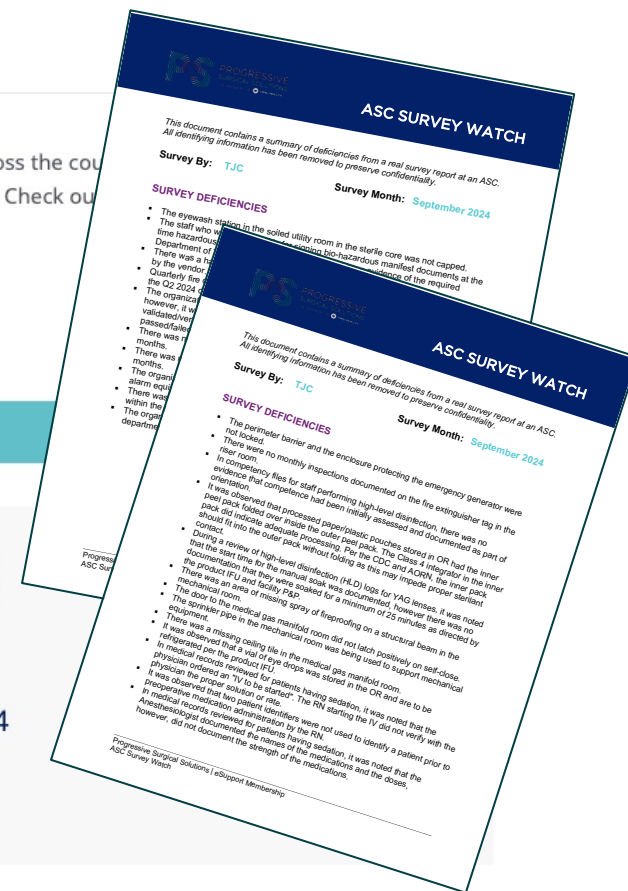 oss the cou
Check ou
4
PS PROGRESSIVE
SURGICAL SOLUTIONS
ASC SURVEY WATCH
This document contains a summary of deficiencies from a real survey report at an ASC.
All identifying information has been removed to preserve confidentiality.
Survey By: TJC
Survey Month: September 2024
SURVEY DEFICIENCIES
The eyewash station in the soiled utility room in the sterile core was not capped.
The staff who w for signing bio-hazardous manifest documents at the
time hazardous evidence of the required
Department of
There was a ha
by the vendor
Quarterly fire
the Q2 2024
The organizat
however, it w
validated/ver
passed/faile
There was n
months.
There was
months.
The organi
alarm equi
There was
within the
The orga
departme
Progress
ASC Sur
PS PROGRESSIVE
SURGICAL SOLUTIONS
ASC SURVEY WATCH
This document contains a summary of deficiencies from a real survey report at an ASC.
All identifying information has been removed to preserve confidentiality.
Survey By: TJC
Survey Month: September 2024
SURVEY DEFICIENCIES
The perimeter barrier and the enclosure protecting the emergency generator were
not locked.
There were no monthly inspections documented on the fire extinguisher tag in the
riser room.
In competency files for staff performing high-level disinfection, there was no
evidence that competence had been initially assessed and documented as part of
orientation.
It was observed that processed paper/plastic pouches stored in OR had the inner
peel pack folded over inside the outer peel pack. The Class 4 integrator in the inner
pack did indicate adequate processing. Per the CDC and AORN, the inner pack
should fit into the outer pack without folding as this may impede proper sterilant
contact.
During a review of high-level disinfection (HLD) logs for YAG lenses, it was noted
that the start time for the manual soak was documented, however there was no
documentation that they were soaked for a minimum of 25 minutes as directed by
the product IFU and facility P&P.
There was an area of missing spray of fireproofing on a structural beam in the
mechanical room.
The door to the medical gas manifold room did not latch positively on self-close.
The sprinkler pipe in the mechanical room was being used to support mechanical
equipment.
There was a missing ceiling tile in the medical gas manifold room.
It was observed that a vial of eye drops was stored in the OR and are to be
refrigerated per the product IFU.
In medical records reviewed for patients having sedation, it was noted that the
physician ordered an "IV to be started". The RN starting the IV did not verify with the
physician the proper solution or rate.
It was observed that two patient identifiers were not used to identify a patient prior to
preoperative medication administration by the RN.
In medical records reviewed for patients having sedation, it was noted that the
Anesthesiologist documented the names of the medications and the doses,
however, did not document the strength of the medications.
Progressive Surgical Solutions | eSupport Membership
ASC Survey Watch